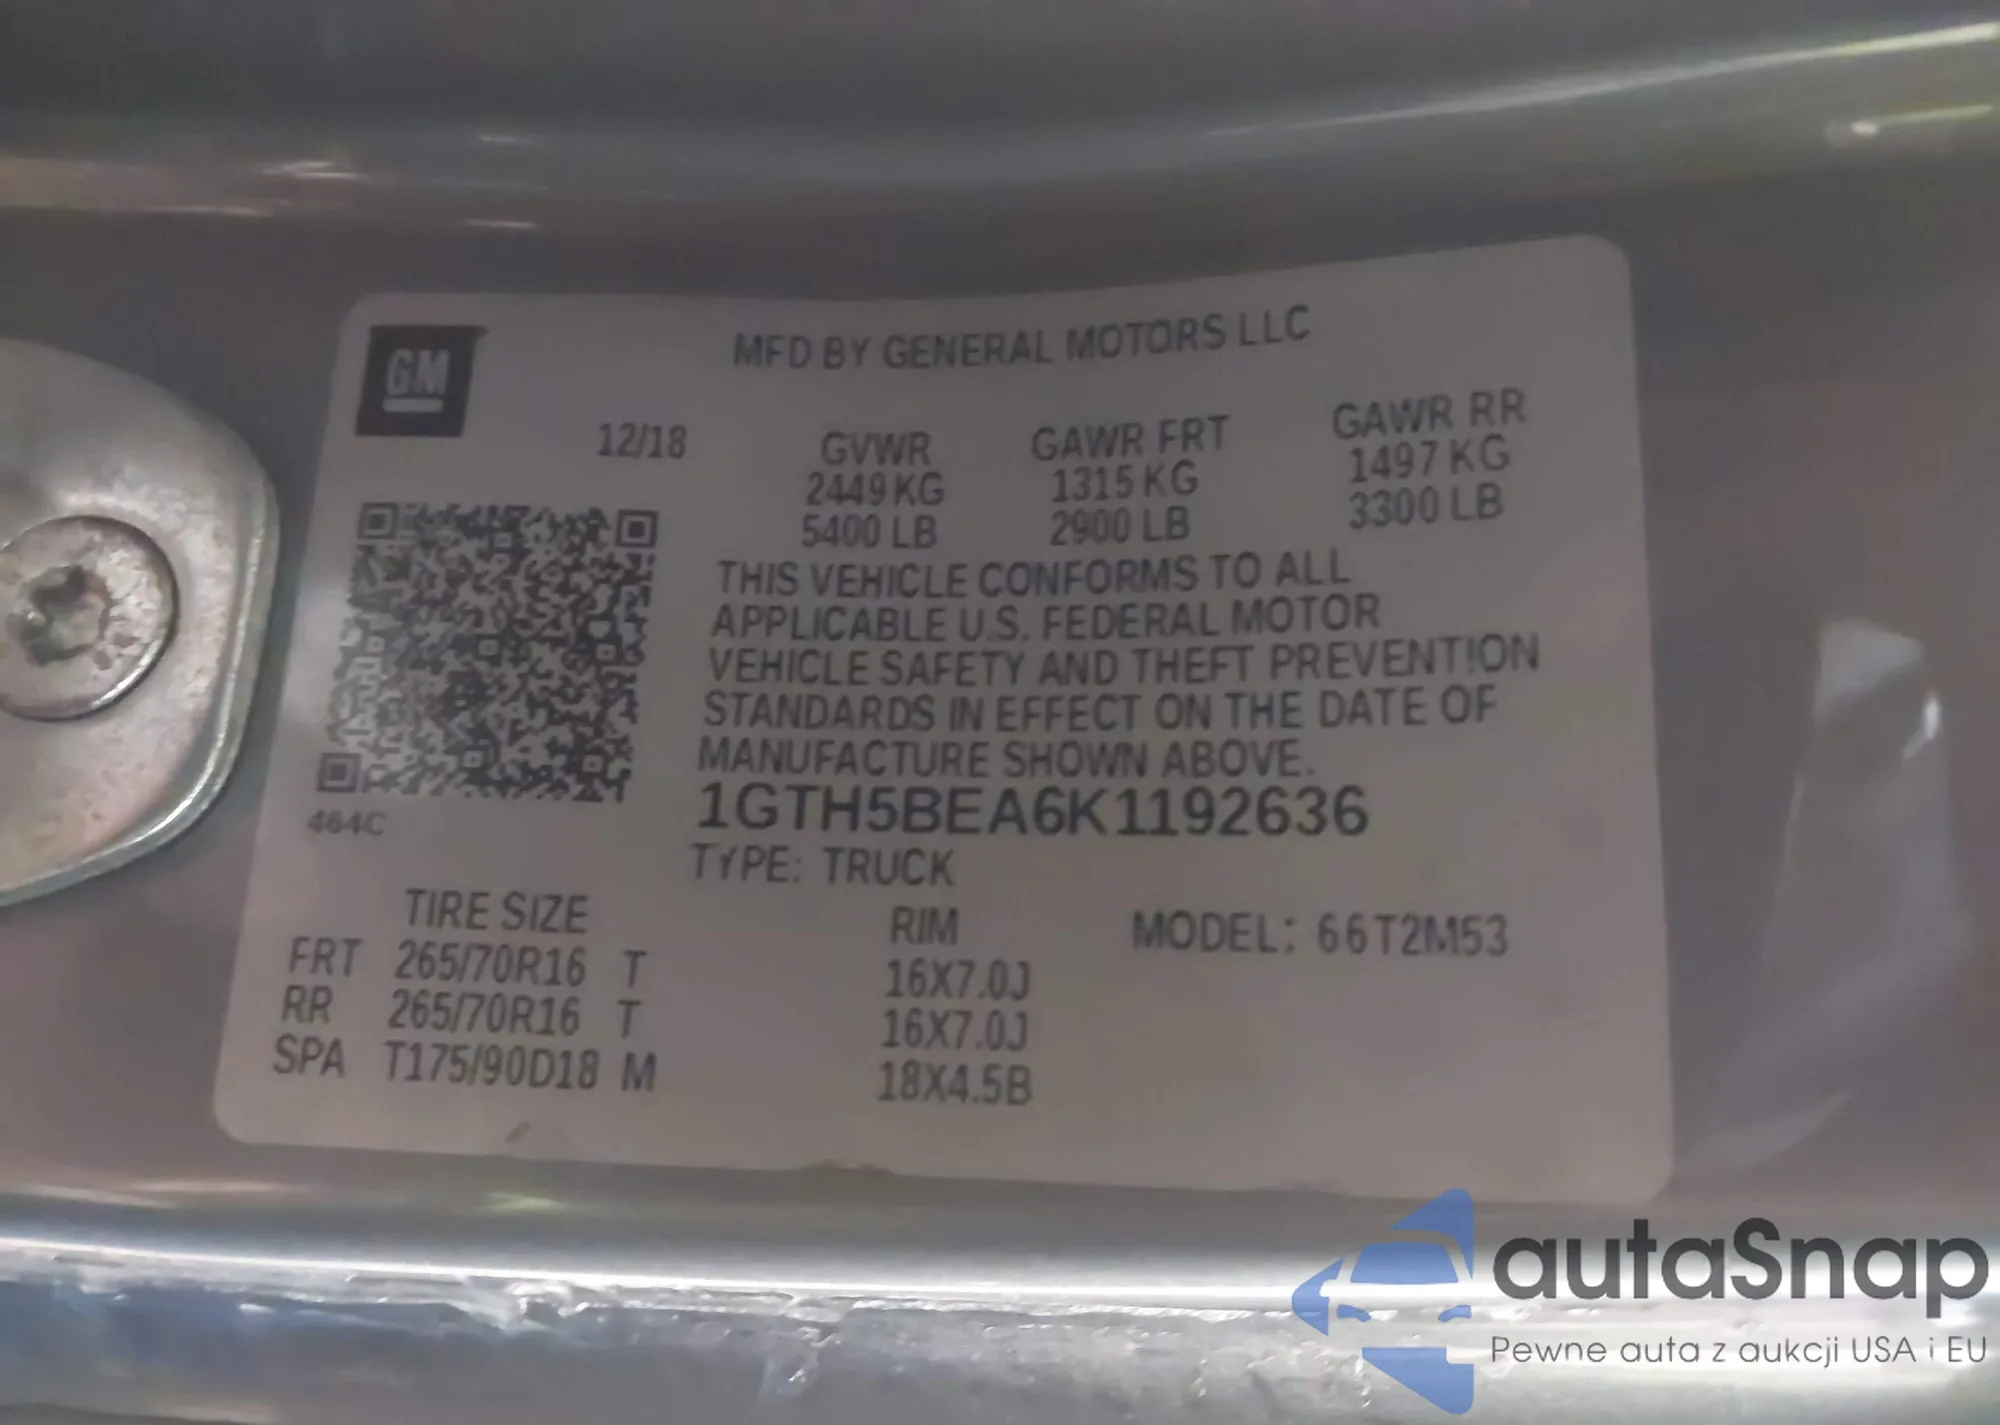 GM
MFD BY GENERAL MOTORS LLC
12/18
GVWR GAWR FRT GAWR RR
2449 KG 1315 KG 1497 KG
5400 LB 2900 LB 3300 LB
THIS VEHICLE CONFORMS TO ALL
APPLICABLE U.S. FEDERAL MOTOR
VEHICLE SAFETY AND THEFT PREVENTION
STANDARDS IN EFFECT ON THE DATE OF
MANUFACTURE SHOWN ABOVE.
464C
1GTH5BEA6K1192636
TYPE: TRUCK
TIRE SIZE RIM MODEL: 66T2M53
FRT 265/70R16 T 16X7.0J
RR 265/70R16 T 16X7.0J
SPA T175/90D18 M 18X4.5B
autaSnap
Pewne auta z aukcji USA i EU